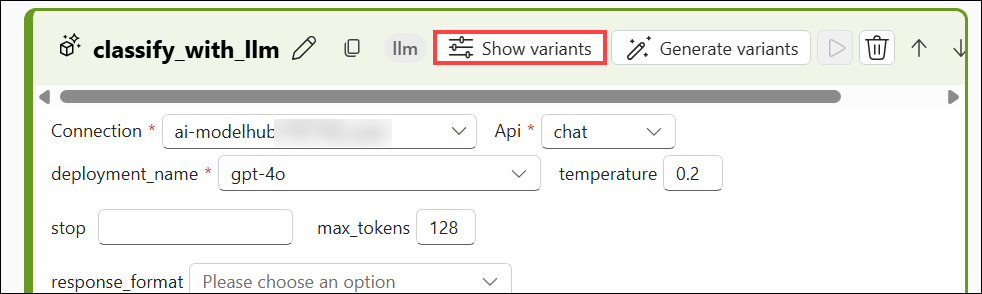 classify_with_llm llm Show variants Generate variants
Connection * ai-modelhub Api * chat
deployment_name * gpt-4o temperature 0.2
stop max_tokens 128
response_format Please choose an option